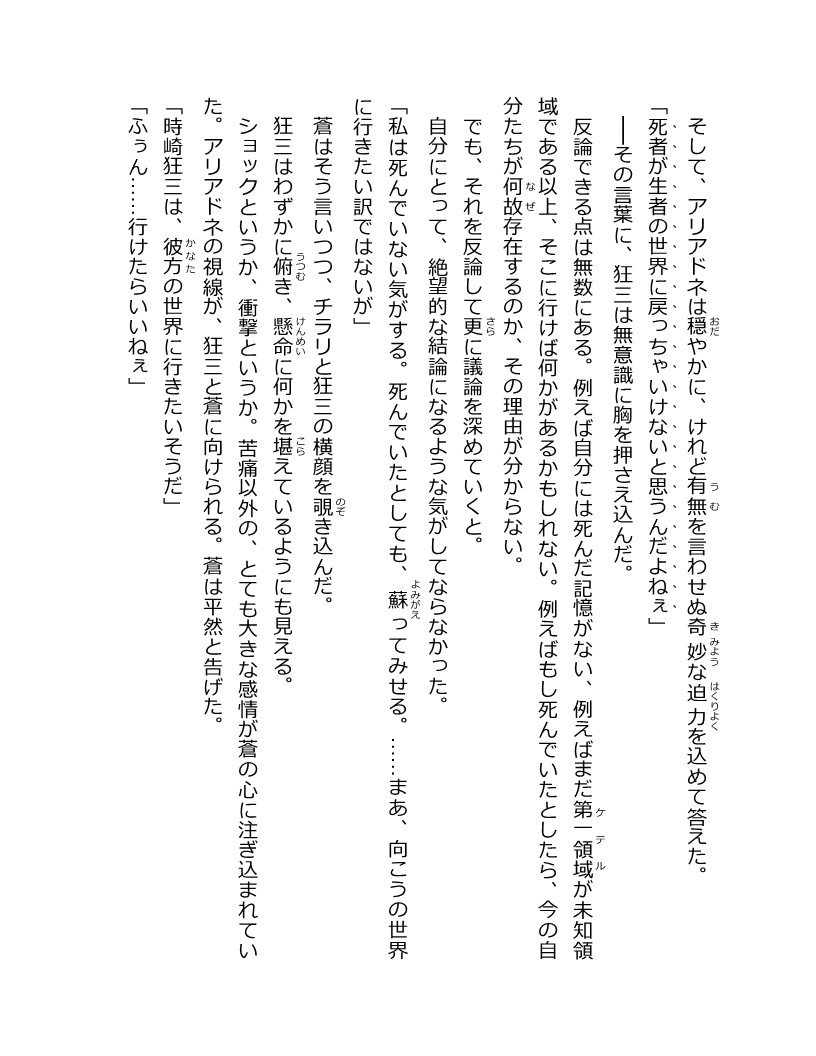 そして、アリアドネは穏やかに、けれど有無を言わせぬ奇妙な迫力を込めて答えた。
「死者が生者の世界に戻っちゃいけないと思うんだよねぇ」
――その言葉に、狂三は無意識に胸を押さえ込んだ。
反論できる点は無数にある。例えば自分には死んだ記憶がない、例えばまだ第一領域が未知領
域である以上、そこに行けば何かがあるかもしれない。例えばもし死んでいたとしたら、今の自
分たちが何故存在するのか、その理由が分からない。
でも、それを反論して更に議論を深めていくと。
自分にとって、絶望的な結論になるような気がしてならなかった。
「私は死んでいない気がする。死んでいたとしても、蘇ってみせる。……まあ、向こうの世界
に行きたい訳ではないが」
蒼はそう言いつつ、チラリと狂三の横顔を覗き込んだ。
狂三はわずかに俯き、懸命に何かを堪えているようにも見える。
ショックというか、衝撃というか。苦痛以外の、とても大きな感情が蒼の心に注ぎ込まれてい
た。アリアドネの視線が、狂三と蒼に向けられる。蒼は平然と告げた。
「時崎狂三は、彼方の世界に行きたいそうだ」
「ふぅん……行けたらいいねぇ」